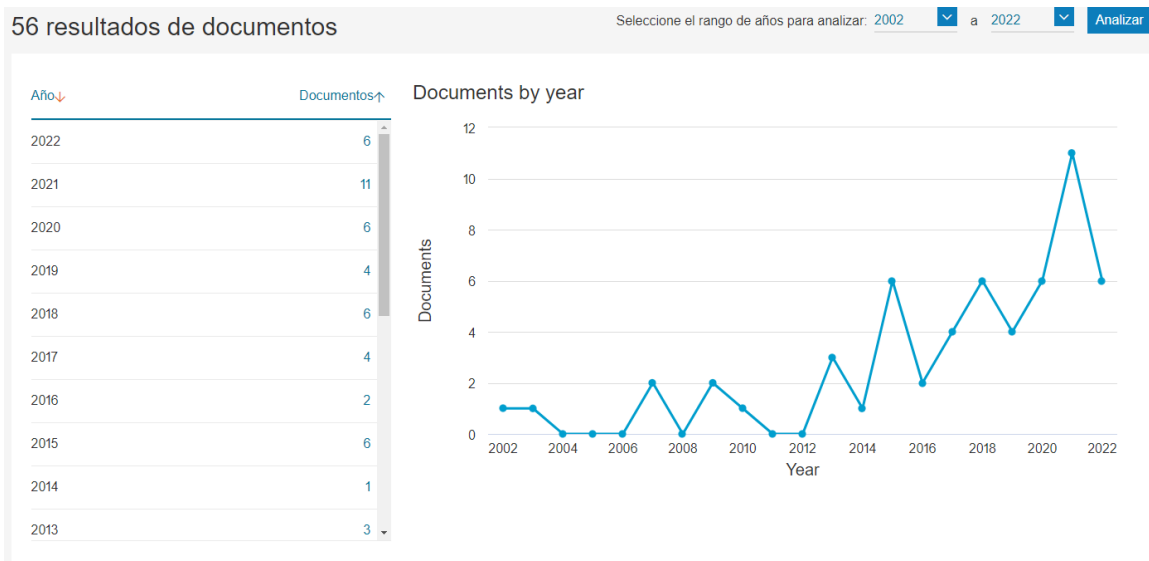 56 resultados de documentos
Seleccione el rango de años para analizar: 2002 a 2022 Analizar
Año↓ Documentos↑
2022 6
2021 11
2020 6
2019 4
2018 6
2017 4
2016 2
2015 6
2014 1
2013 3
Documents by year
12
10
8
6
4
2
0
Documents
2002 2004 2006 2008 2010 2012 2014 2016 2018 2020 2022
Year